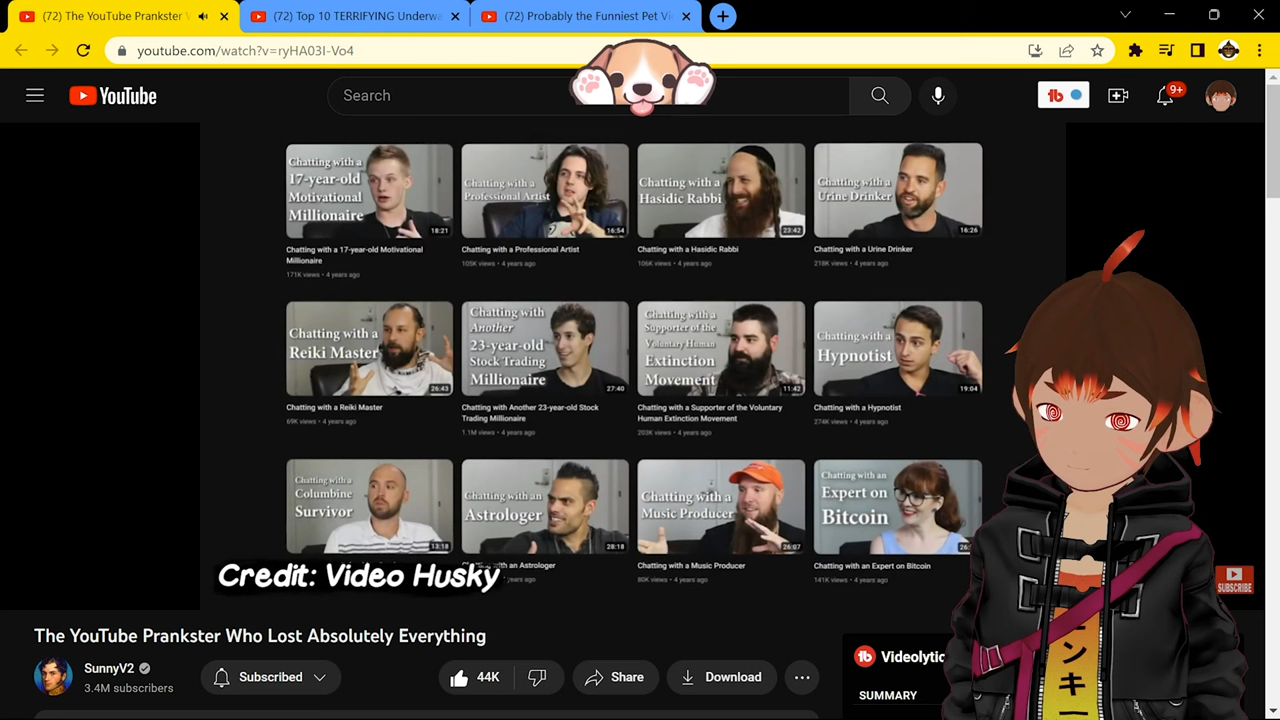 (72) The YouTube Prankster
(72) Top 10 TERRIFYING Underwa
(72) Probably the Funniest Pet Vi
youtube.com/watch?v=ryHA03I-Vo4
YouTube
Search
9+
Chatting with a
17-year-old
Motivational
Millionaire
18:21
Chatting with a 17-year-old Motivational
Millionaire
171K views • 4 years ago
Chatting with a
Professional Artist
16:54
Chatting with a Professional Artist
105K views • 4 years ago
Chatting with a
Hasidic Rabbi
23:42
Chatting with a Hasidic Rabbi
106K views • 4 years ago
Chatting with a
Urine Drinker
16:26
Chatting with a Urine Drinker
218K views • 4 years ago
Chatting with a
Reiki Master
26:43
Chatting with a Reiki Master
69K views • 4 years ago
Chatting with
Another
23-year-old
Stock Trading
Millionaire
27:40
Chatting with Another 23-year-old Stock
Trading Millionaire
1.1M views • 4 years ago
Chatting with a
Supporter of the
Voluntary Human
Extinction
Movement
11:42
Chatting with a Supporter of the Voluntary
Human Extinction Movement
203K views • 4 years ago
Chatting with a
Hypnotist
19:04
Chatting with a Hypnotist
274K views • 4 years ago
Chatting with a
Columbine
Survivor
13:18
Chatting with an
Astrologer
28:18
with an Astrologer
years ago
Chatting with a
Music Producer
26:07
Chatting with a Music Producer
80K views • 4 years ago
Chatting with an
Expert on
Bitcoin
26:
Chatting with an Expert on Bitcoin
141K views • 4 years ago
Credit: Video Husky
SUBSCRIBE
The YouTube Prankster Who Lost Absolutely Everything
SunnyV2
3.4M subscribers
Subscribed
44K
Share
Download
Videolytic
SUMMARY
ンキー